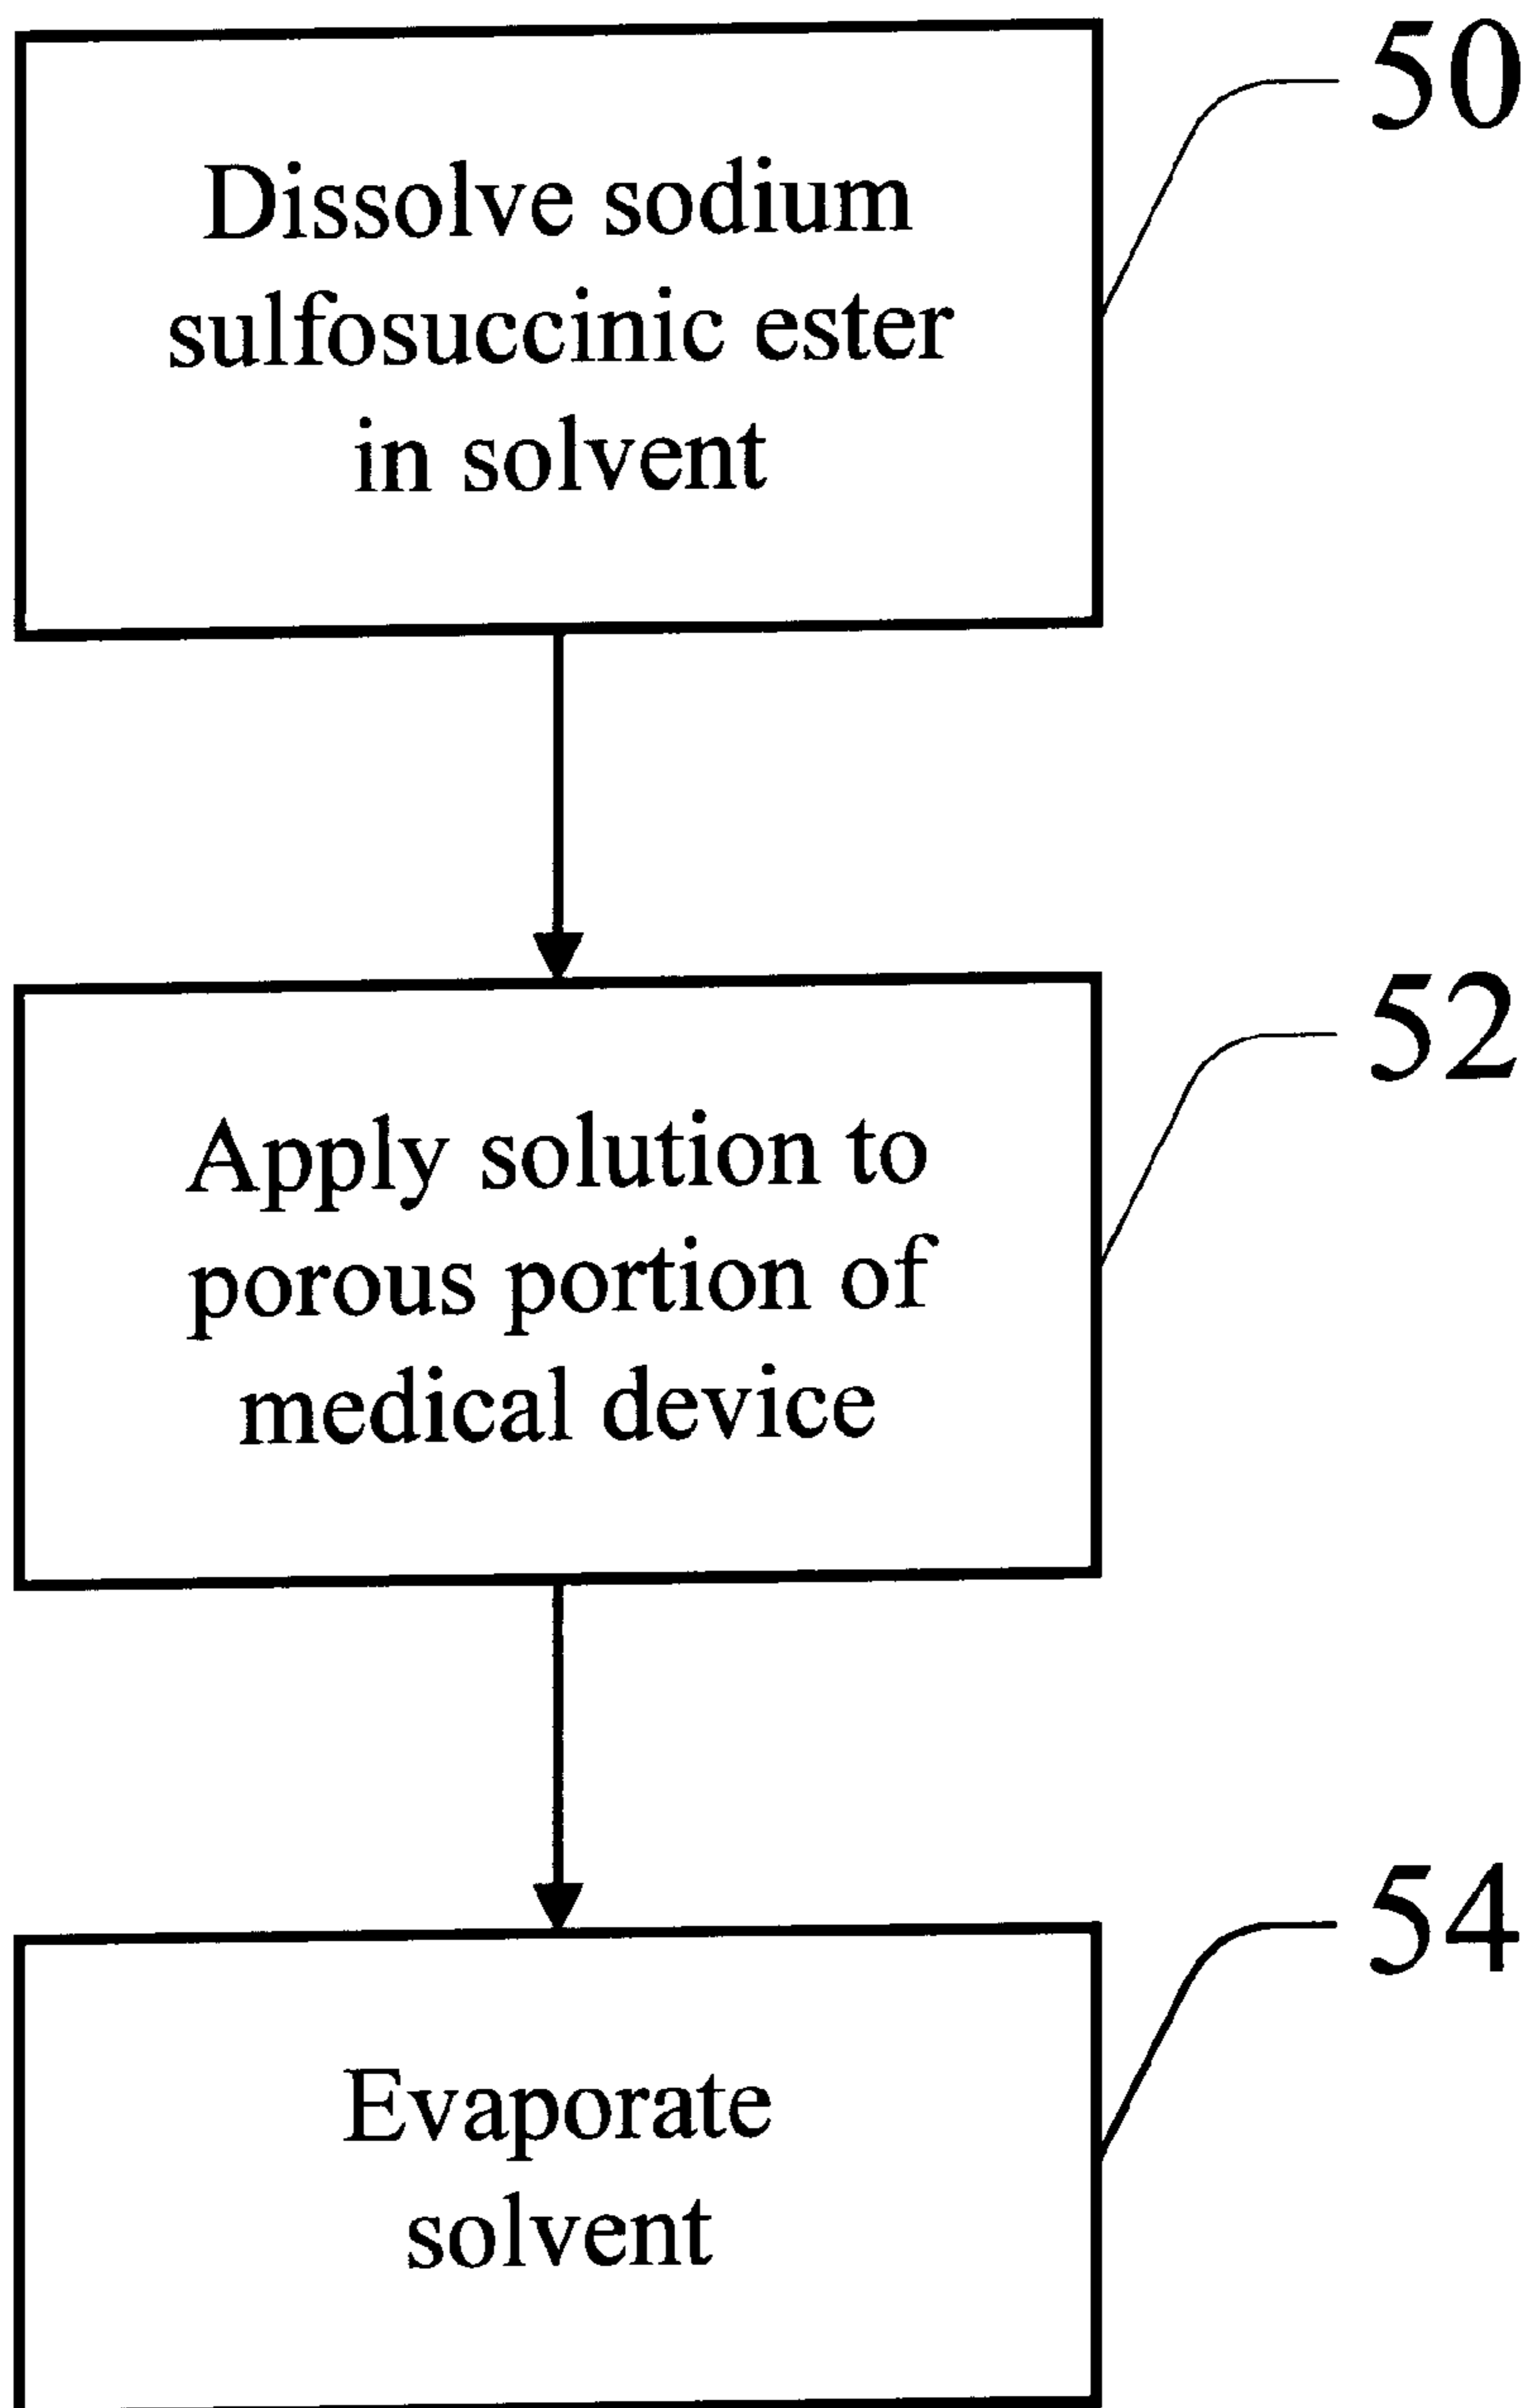 50
Dissolve sodium
sulfosuccinic ester
in solvent
52
Apply solution to
porous portion of
medical device
54
Evaporate
solvent